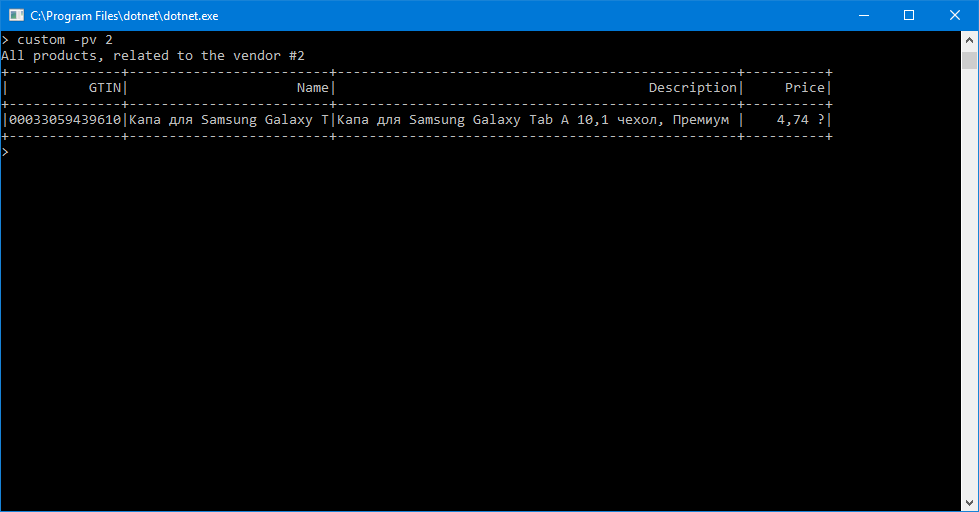 C:\Program Files\dotnet\dotnet.exe
> custom -pv 2
All products, related to the vendor #2
+--------------+-------------------------+--------------------------------------------------+----------+
|          GTIN|                     Name|                                       Description|     Price|
+--------------+-------------------------+--------------------------------------------------+----------+
|00033059439610|Капа для Samsung Galaxy T|Капа для Samsung Galaxy Tab A 10,1 чехол, Премиум |    4,74 ?|
+--------------+-------------------------+--------------------------------------------------+----------+
>